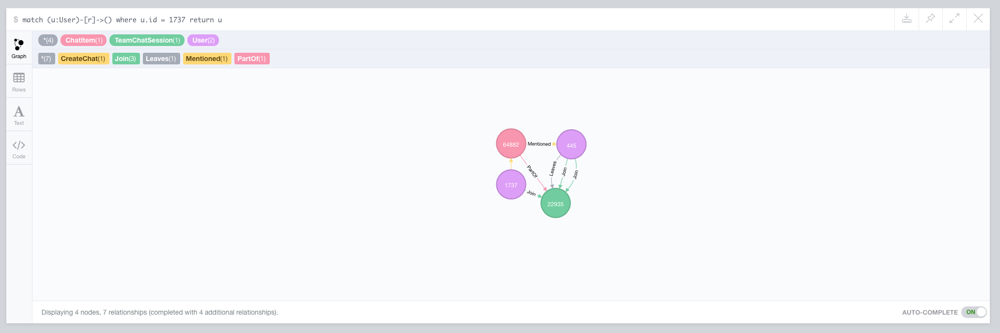 $ match (u:User)-[r]->() where u.id = 1737 return u
*(4) ChatItem(1) TeamChatSession(1) User(2)
Graph
*(7) CreateChat(1) Join(3) Leaves(1) Mentioned(1) PartOf(1)
Rows
Text
Code
64882 Mentioned 445
PartOf Leaves Join Join
1737 Join
22935
Displaying 4 nodes, 7 relationships (completed with 4 additional relationships).
AUTO-COMPLETE ON